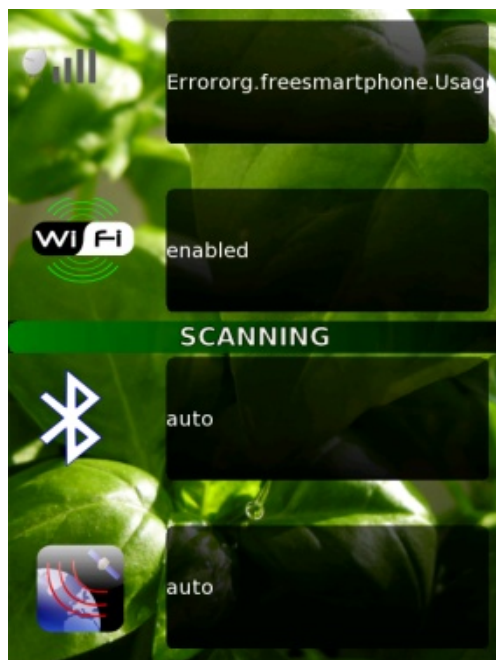 Errororg.freesmartphone.Usag
Wi Fi
enabled
SCANNING
auto
auto